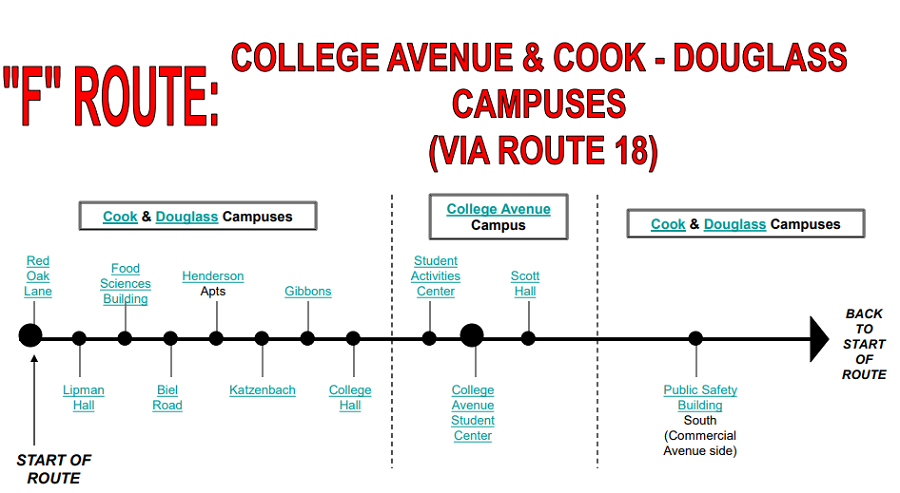 "F" ROUTE:
COLLEGE AVENUE & COOK - DOUGLASS
CAMPUSES
(VIA ROUTE 18)
Cook & Douglass Campuses
College Avenue
Campus
Cook & Douglass Campuses
Red
Oak
Lane
Food
Sciences
Building
Henderson
Apts
Gibbons
Student
Activities
Center
Scott
Hall
BACK
TO
START
OF
ROUTE
Lipman
Hall
Biel
Road
Katzenbach
College
Hall
College
Avenue
Student
Center
Public Safety
Building
South
(Commercial
Avenue side)
START OF
ROUTE